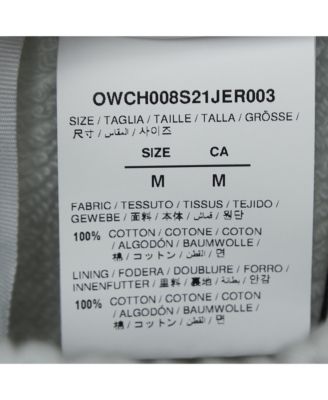 OWCH008S21JER003
SIZE / TAGLIA / TAILLE / TALLA / GRÖSSE /
尺寸 / المقاس / 사이즈
SIZE CA
M M
FABRIC / TESSUTO / TISSUS / TEJIDO /
GEWEBE / 面料 / 本体 / قماش / 원단
100% COTTON / COTONE / COTON
/ ALGODÓN / BAUMWOLLE /
棉 / コットン / القطن / 면
LINING / FODERA / DOUBLURE / FORRO /
INNENFUTTER / 里料 / 裏地 / بطانة / 안감
100% COTTON / COTONE / COTON
/ ALGODÓN / BAUMWOLLE /
棉 / コットン / القطن / 면